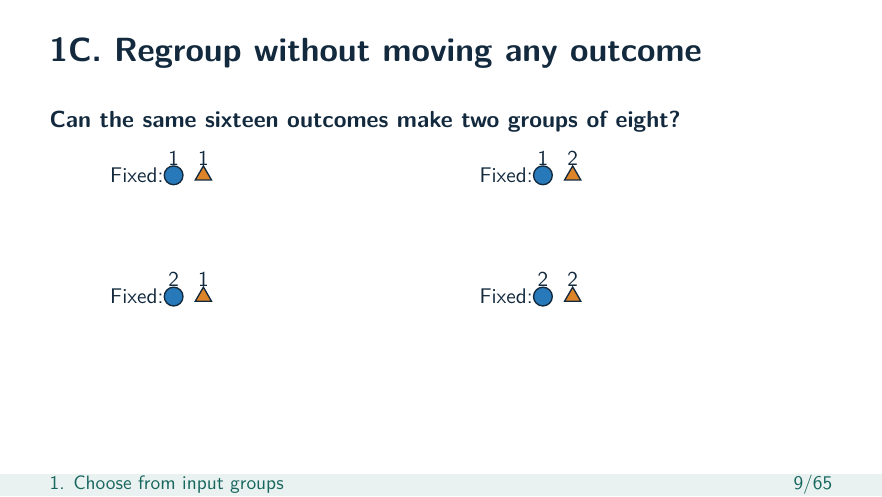 1C. Regroup without moving any outcome
Can the same sixteen outcomes make two groups of eight?
1 1
Fixed:
1 2
Fixed:
2 1
Fixed:
2 2
Fixed:
1. Choose from input groups
9/65